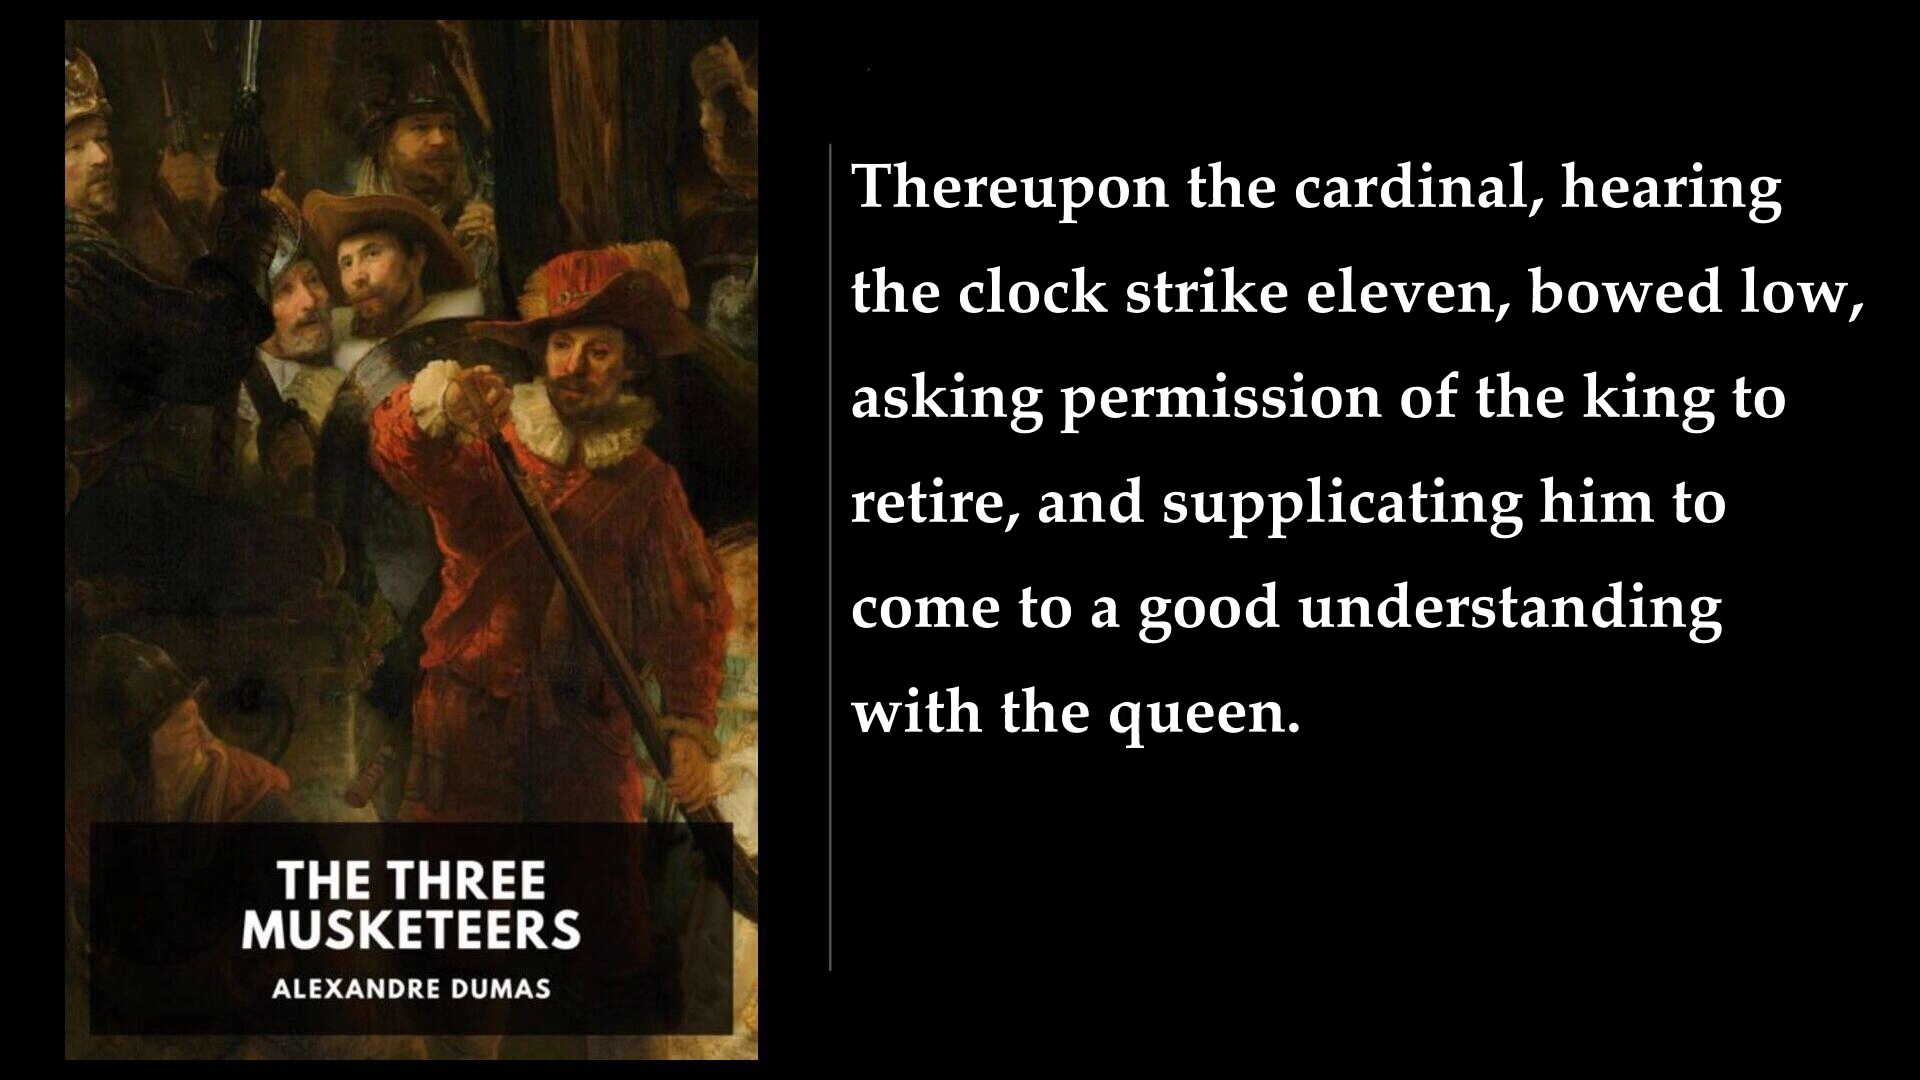 Thereupon the cardinal, hearing
the clock strike eleven, bowed low,
asking permission of the king to
retire, and supplicating him to
come to a good understanding
with the queen.
THE THREE
MUSKETEERS
ALEXANDRE DUMAS